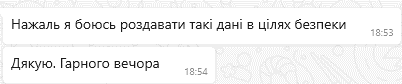 Нажаль я боюсь роздавати такі дані в цілях безпеки
18:53
Дякую. Гарного вечора
18:54